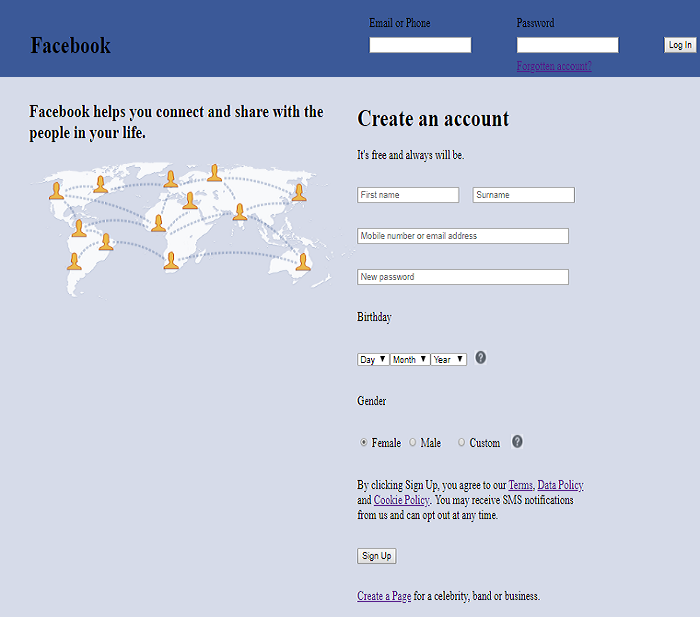 Facebook
Email or Phone
Password
Log In
Forgotten account?
Facebook helps you connect and share with the
people in your life.
Create an account
It's free and always will be.
First name
Surname
Mobile number or email address
New password
Birthday
Day
Month
Year
?
Gender
Female
Male
Custom
?
By clicking Sign Up, you agree to our Terms, Data Policy
and Cookie Policy. You may receive SMS notifications
from us and can opt out at any time.
Sign Up
Create a Page for a celebrity, band or business.